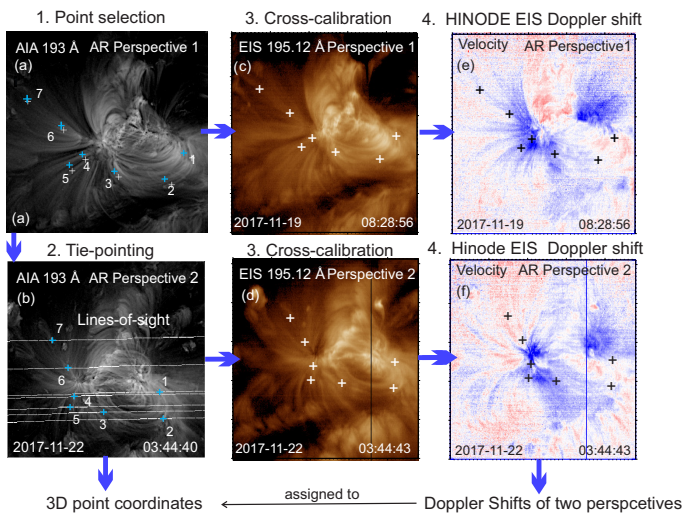 1. Point selection
3. Cross-calibration
4. HINODE EIS Doppler shift
AIA 193 Å AR Perspective 1
(a)
7
6
5
4
3
2
1
(a)
EIS 195.12 Å Perspective 1
(c)
2017-11-19 08:28:56
Velocity AR Perspective1
(e)
2017-11-19 08:28:56
2. Tie-pointing
3. Cross-calibration
4. Hinode EIS Doppler shift
AIA 193 Å AR Perspective 2
(b)
Lines-of-sight
7
6
5
4
3
2
1
2017-11-22 03:44:40
EIS 195.12 Å Perspective 2
(d)
2017-11-22 03:44:43
Velocity AR Perspective 2
(f)
2017-11-22 03:44:43
3D point coordinates
assigned to
Doppler Shifts of two perspcetives